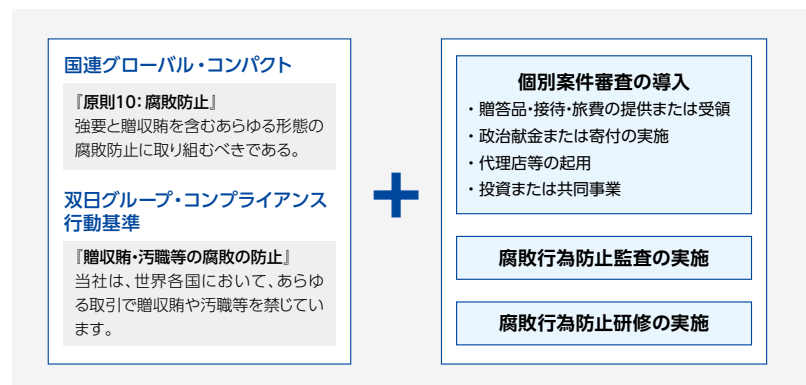 国連グローバル・コンパクト
『原則10：腐敗防止』
強要と贈収賄を含むあらゆる形態の
腐敗防止に取り組むべきである。
双日グループ・コンプライアンス
行動基準
『贈収賄・汚職等の腐敗の防止』
当社は、世界各国において、あらゆ
る取引で贈収賄や汚職等を禁じてい
ます。
+
個別案件審査の導入
・贈答品・接待・旅費の提供または受領
・政治献金または寄付の実施
・代理店等の起用
・投資または共同事業
腐敗行為防止監査の実施
腐敗行為防止研修の実施